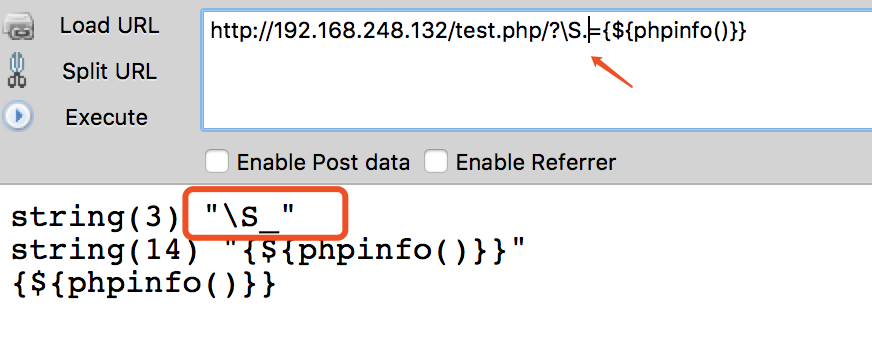 Load URL
http://192.168.248.132/test.php/?\S.={${phpinfo()}}
Split URL
Execute
Enable Post data
Enable Referrer
string(3) "\S_"
string(14) "{${phpinfo()}}"
{${phpinfo()}}